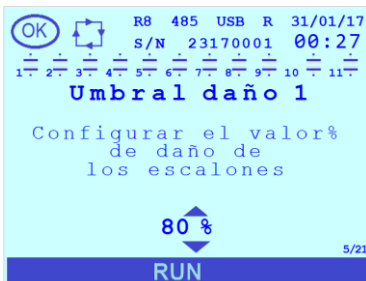 OK R8 485 USB R 31/01/17
S/N 23170001 00:27
1 2 3 4 5 6 7 8 9 10 11
Umbral daño 1
Configurar el valor%
de daño de
los escalones
80 %
5/21
RUN